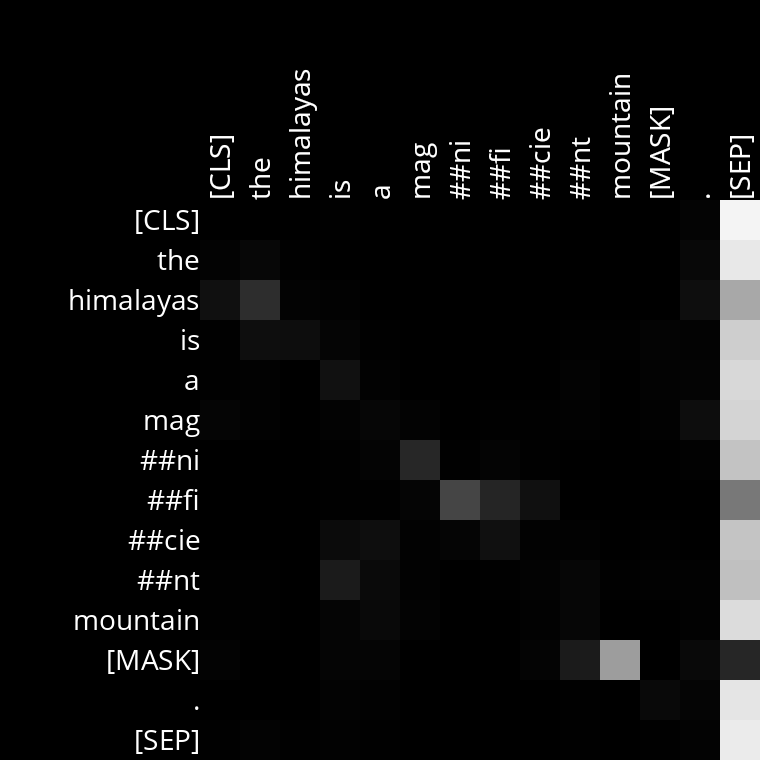 [CLS]
the
himalayas
is
a
mag
##ni
##fi
##cie
##nt
mountain
[MASK]
.
[SEP]
[CLS]
the
himalayas
is
a
mag
##ni
##fi
##cie
##nt
mountain
[MASK]
.
[SEP]